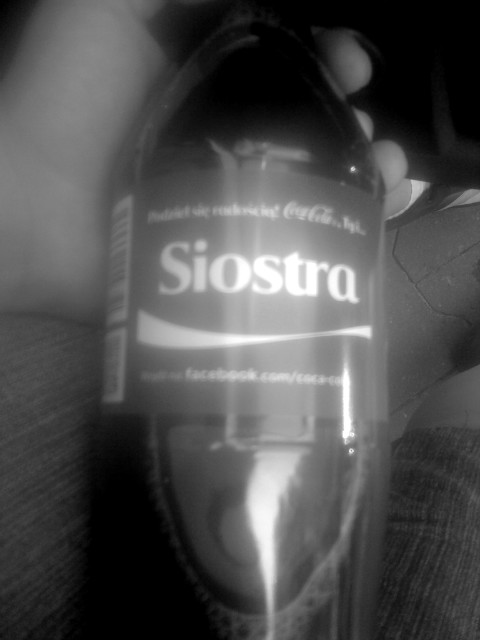 Podziel się radością! Coca-Cola
Siostra
facebook.com/coca-co